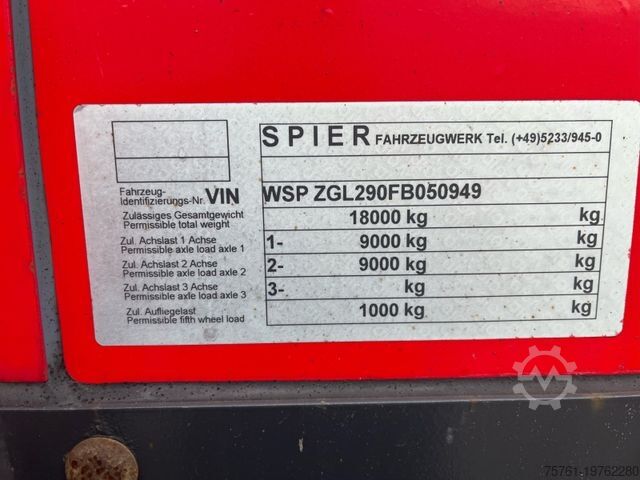 SPIER FAHRZEUGWERK Tel. (+49)5233/945-0
Fahrzeug-
Identifizierungs-Nr. VIN WSP ZGL290FB050949
Zulässiges Gesamtgewicht
Permissible total weight 18000 kg kg
Zul. Achslast 1 Achse
Permissible axle load axle 1 1- 9000 kg kg
Zul. Achslast 2 Achse
Permissible axle load axle 2 2- 9000 kg kg
Zul. Achslast 3 Achse
Permissible axle load axle 3 3- kg kg
Zul. Aufliegelast
Permissible fifth wheel load 1000 kg kg
75761-19762280